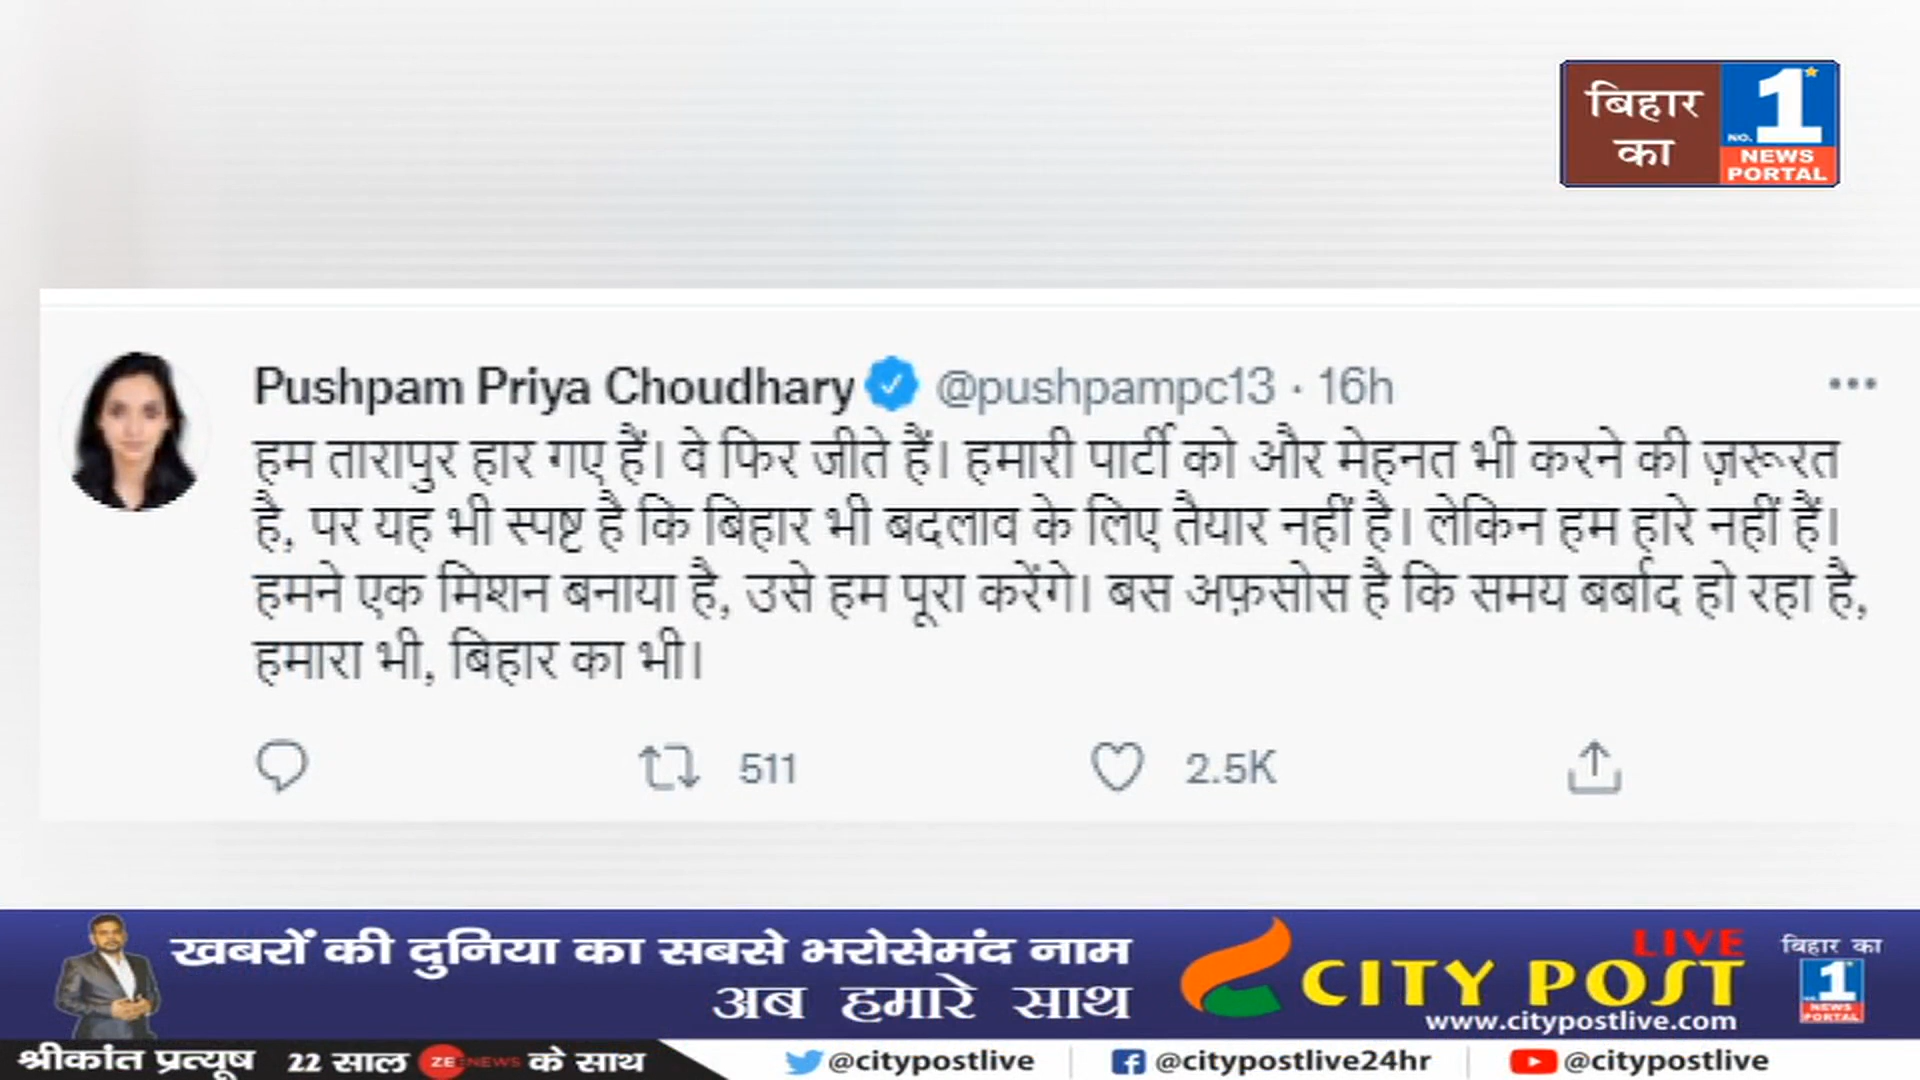 बिहार
का
NO. 1
NEWS
PORTAL
Pushpam Priya Choudhary @pushpampc13 · 16h
हम तारापुर हार गए हैं। वे फिर जीते हैं। हमारी पार्टी को और मेहनत भी करने की ज़रूरत
है, पर यह भी स्पष्ट है कि बिहार भी बदलाव के लिए तैयार नहीं है। लेकिन हम हारे नहीं हैं।
हमने एक मिशन बनाया है, उसे हम पूरा करेंगे। बस अफ़सोस है कि समय बर्बाद हो रहा है,
हमारा भी, बिहार का भी।
511 2.5K
खबरों की दुनिया का सबसे भरोसेमंद नाम
अब हमारे साथ
LIVE
CITY POST
www.citypostlive.com
बिहार का
NO. 1
NEWS
PORTAL
श्रीकांत प्रत्यूष 22 साल ZEE NEWS के साथ
@citypostlive @citypostlive24hr @citypostlive